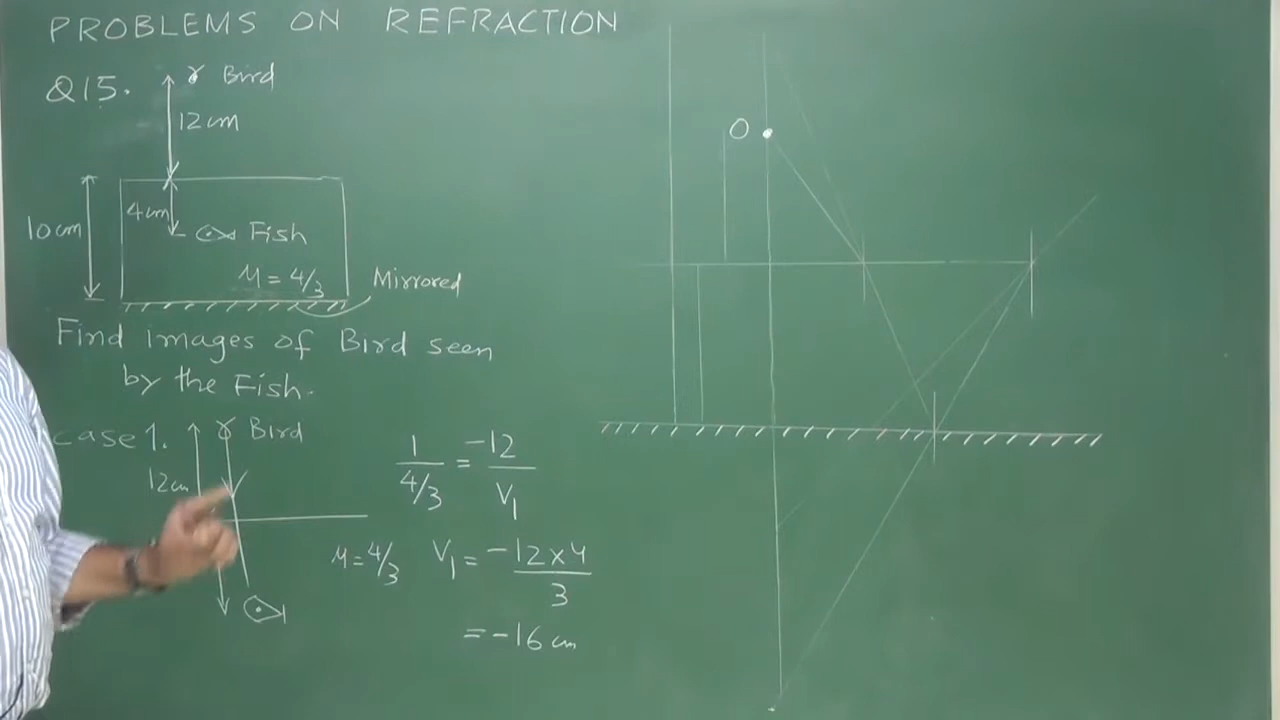 PROBLEMS ON REFRACTION
Q15.
Bird
12cm
10cm
4cm
Fish
μ = 4/3
Mirrored
Find images of Bird seen
by the Fish.
case 1.
Bird
12cm
μ = 4/3
1/(4/3) = -12/V₁
V₁ = -12×4/3
= -16 cm
O